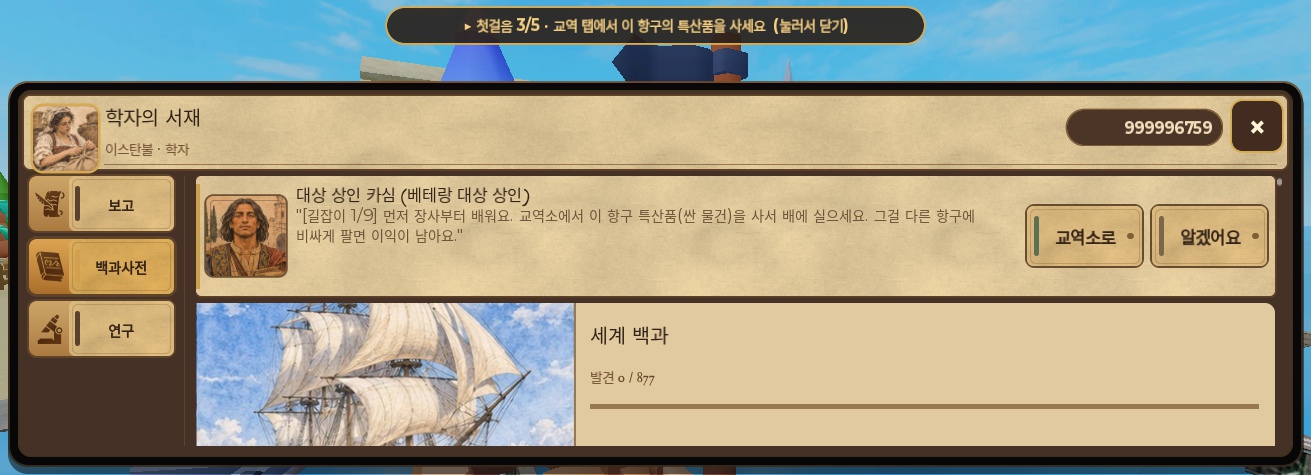 ▸ 첫걸음 3/5 · 교역 탭에서 이 항구의 특산품을 사세요 (눌러서 닫기)
학자의 서재
이스탄불 · 학자
999996759
×
보고
백과사전
연구
대상 상인 카심 (베테랑 대상 상인)
"[길잡이 1/9] 먼저 장사부터 배워요. 교역소에서 이 항구 특산품(싼 물건)을 사서 배에 실으세요. 그걸 다른 항구에
비싸게 팔면 이익이 남아요."
교역소로
알겠어요
세계 백과
발견 0 / 877